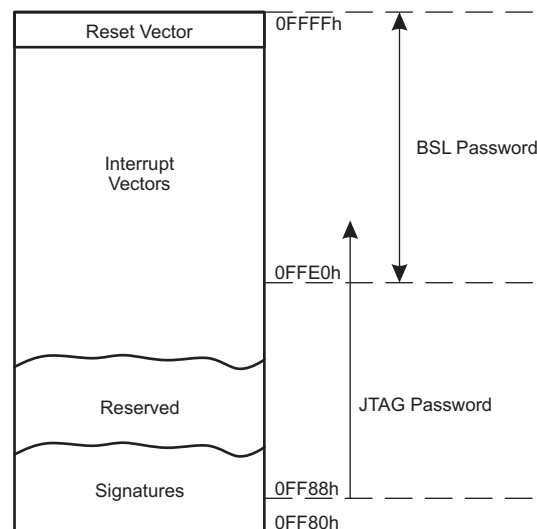 Reset Vector
0FFFFh
BSL Password
Interrupt
Vectors
0FFE0h
Reserved
JTAG Password
Signatures
0FF88h
0FF80h